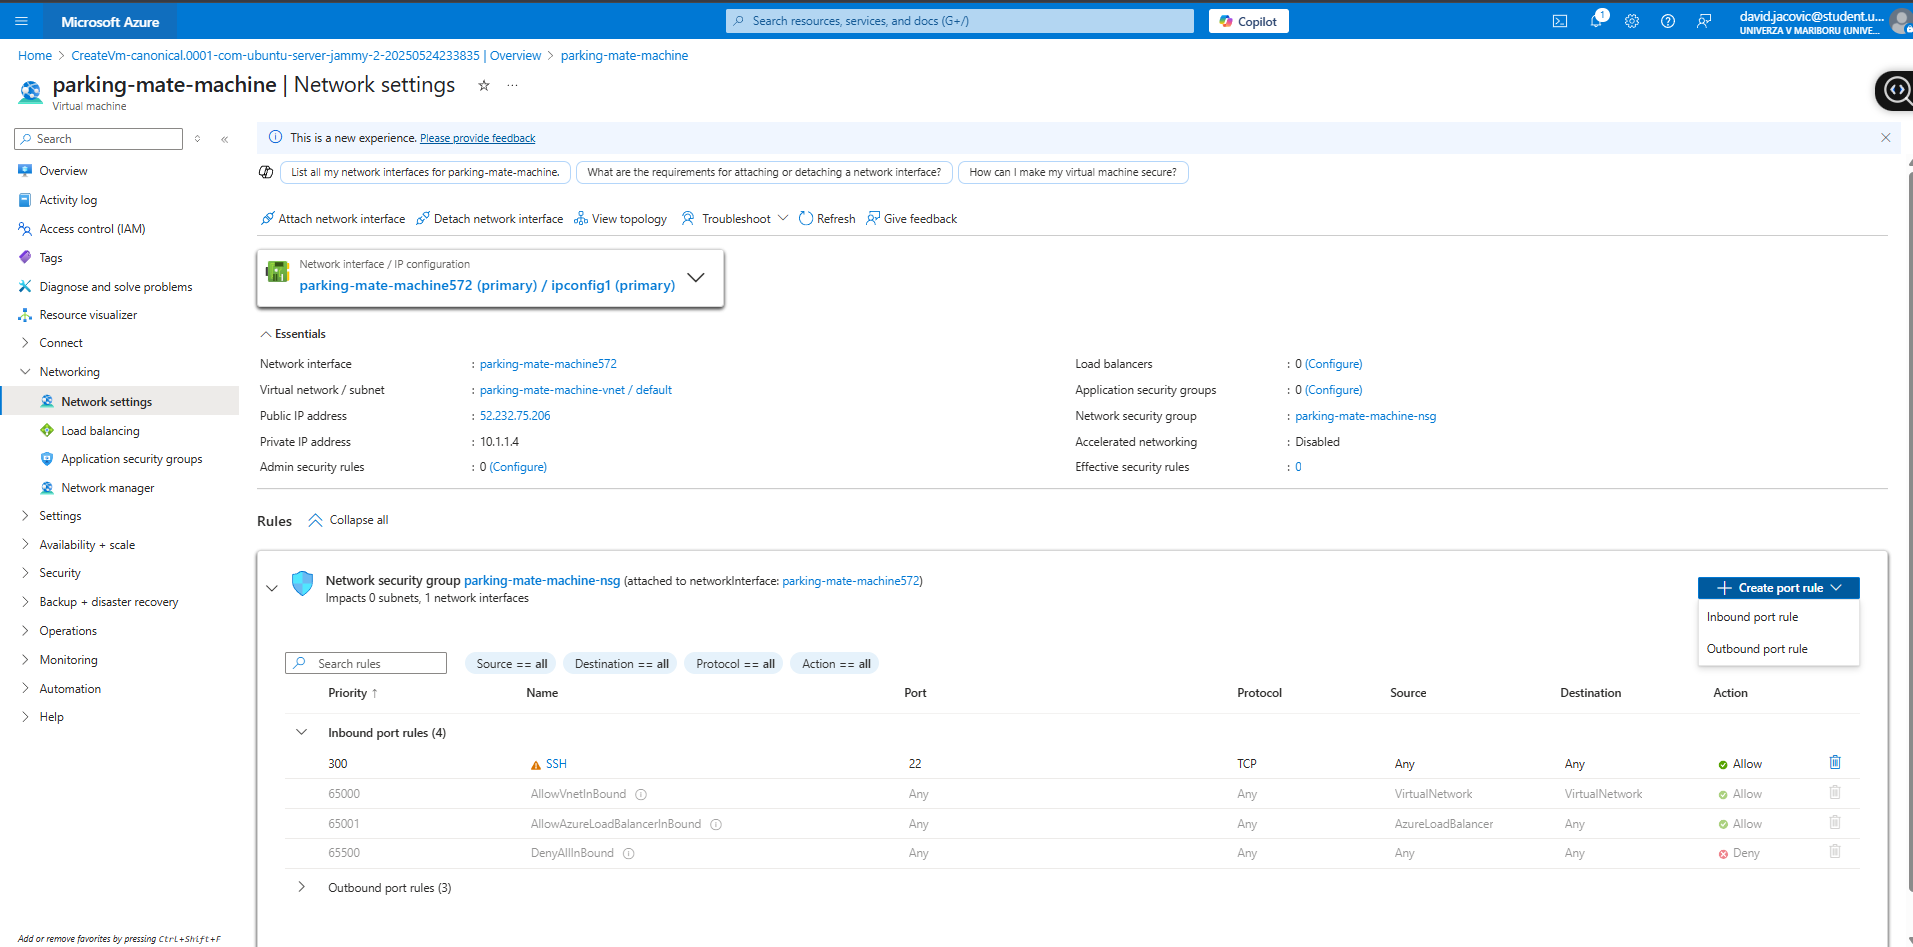 Microsoft Azure
Search resources, services, and docs (G+/)
Copilot
1
david.jacovic@student.u...
UNIVERZA V MARIBORU (UNIVE...
Home > CreateVm-canonical.0001-com-ubuntu-server-jammy-2-20250524233835 | Overview > parking-mate-machine
parking-mate-machine | Network settings ...
Virtual machine
Search
Overview
Activity log
Access control (IAM)
Tags
Diagnose and solve problems
Resource visualizer
Connect
Networking
Network settings
Load balancing
Application security groups
Network manager
Settings
Availability + scale
Security
Backup + disaster recovery
Operations
Monitoring
Automation
Help
Add or remove favorites by pressing Ctrl+Shift+F
This is a new experience. Please provide feedback
List all my network interfaces for parking-mate-machine.
What are the requirements for attaching or detaching a network interface?
How can I make my virtual machine secure?
Attach network interface
Detach network interface
View topology
Troubleshoot
Refresh
Give feedback
Network interface / IP configuration
parking-mate-machine572 (primary) / ipconfig1 (primary)
Essentials
Network interface : parking-mate-machine572
Virtual network / subnet : parking-mate-machine-vnet / default
Public IP address : 52.232.75.206
Private IP address : 10.1.1.4
Admin security rules : 0 (Configure)
Load balancers : 0 (Configure)
Application security groups : 0 (Configure)
Network security group : parking-mate-machine-nsg
Accelerated networking : Disabled
Effective security rules : 0
Rules
Collapse all
Network security group parking-mate-machine-nsg (attached to networkInterface: parking-mate-machine572)
Impacts 0 subnets, 1 network interfaces
Create port rule
Inbound port rule
Outbound port rule
Search rules
Source == all
Destination == all
Protocol == all
Action == all
Priority ↑ Name Port Protocol Source Destination Action
Inbound port rules (4)
300 SSH 22 TCP Any Any Allow
65000 AllowVnetInBound Any Any VirtualNetwork VirtualNetwork Allow
65001 AllowAzureLoadBalancerInBound Any Any AzureLoadBalancer Any Allow
65500 DenyAllInBound Any Any Any Any Deny
Outbound port rules (3)